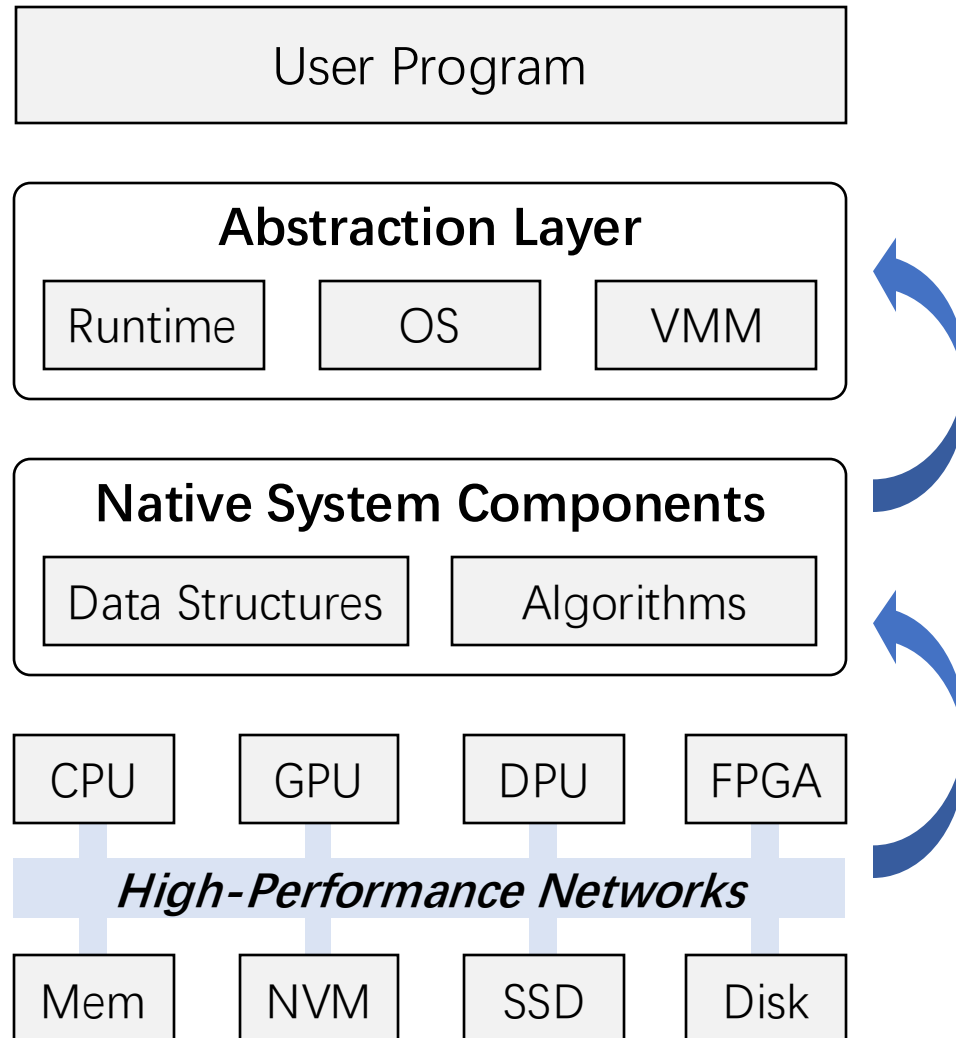 User Program
Abstraction Layer
Runtime OS VMM
Native System Components
Data Structures Algorithms
CPU GPU DPU FPGA
High-Performance Networks
Mem NVM SSD Disk